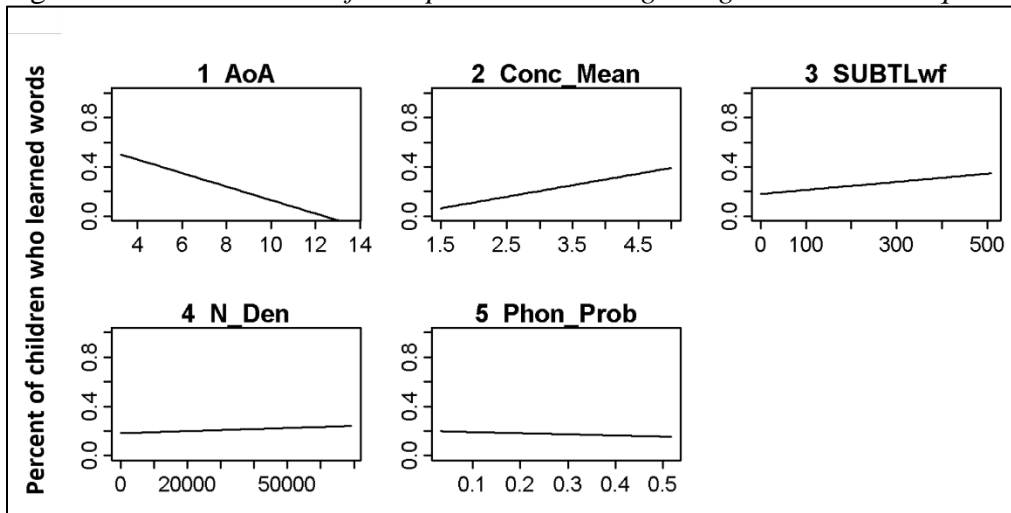 Percent of children who learned words
1 AoA
0.0 0.4 0.8
4 6 8 10 12 14
2 Conc_Mean
0.0 0.4 0.8
1.5 2.5 3.5 4.5
3 SUBTLwf
0.0 0.4 0.8
0 100 300 500
4 N_Den
0.0 0.4 0.8
0 20000 50000
5 Phon_Prob
0.0 0.4 0.8
0.1 0.2 0.3 0.4 0.5